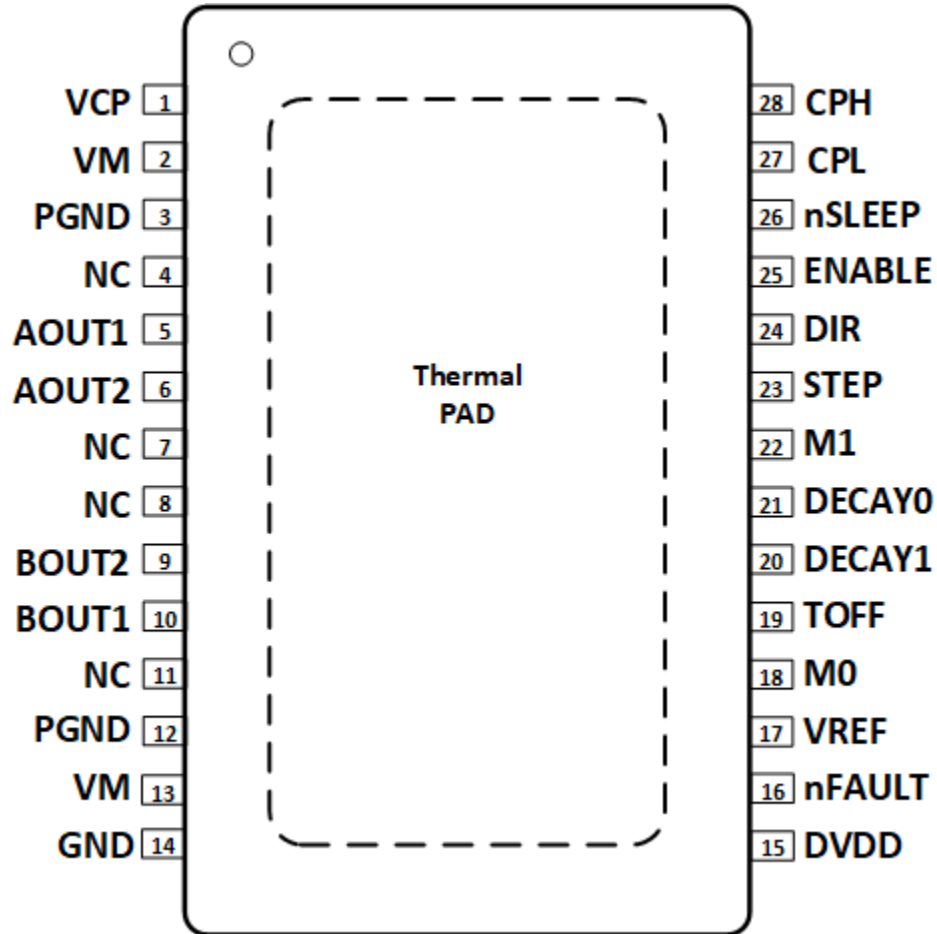 VCP 1
VM 2
PGND 3
NC 4
AOUT1 5
AOUT2 6
NC 7
NC 8
BOUT2 9
BOUT1 10
NC 11
PGND 12
VM 13
GND 14
Thermal
PAD
28 CPH
27 CPL
26 nSLEEP
25 ENABLE
24 DIR
23 STEP
22 M1
21 DECAY0
20 DECAY1
19 TOFF
18 M0
17 VREF
16 nFAULT
15 DVDD